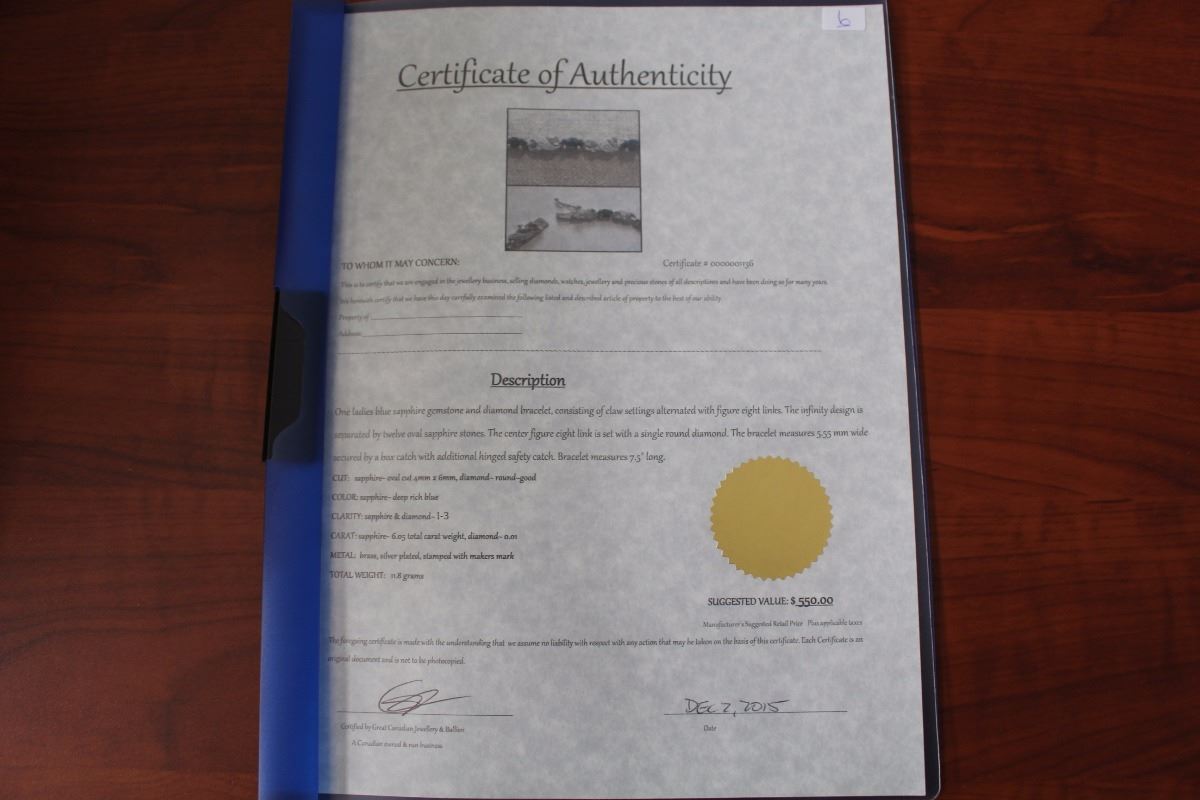 6
Certificate of Authenticity
TO WHOM IT MAY CONCERN:
Certificate # 0000001136
This is to certify that we are engaged in the jewellery business, selling diamonds, watches, jewellery and precious stones of all descriptions and have been doing so for many years.
We herewith certify that we have this day carefully examined the following listed and described article of property to the best of our ability.
Property of
Address
Description
One ladies blue sapphire gemstone and diamond bracelet, consisting of claw settings alternated with figure eight links. The infinity design is
separated by twelve oval sapphire stones. The center figure eight link is set with a single round diamond. The bracelet measures 5.55 mm wide
secured by a box catch with additional hinged safety catch. Bracelet measures 7.5" long.
CUT: sapphire- oval cut 4mm x 6mm, diamond- round-good
COLOR: sapphire- deep rich blue
CLARITY: sapphire & diamond- 1-3
CARAT: sapphire- 6.05 total carat weight, diamond- 0.01
METAL: brass, silver plated, stamped with makers mark
TOTAL WEIGHT: 11.8 grams
SUGGESTED VALUE: $ 550.00
Manufacturer's Suggested Retail Price Plus applicable taxes
The foregoing certificate is made with the understanding that we assume no liability with respect with any action that may be taken on the basis of this certificate. Each Certificate is an
original document and is not to be photocopied.
DEC 2, 2015
Certified by Great Canadian Jewellery & Bullion
Date
A Canadian owned & run business